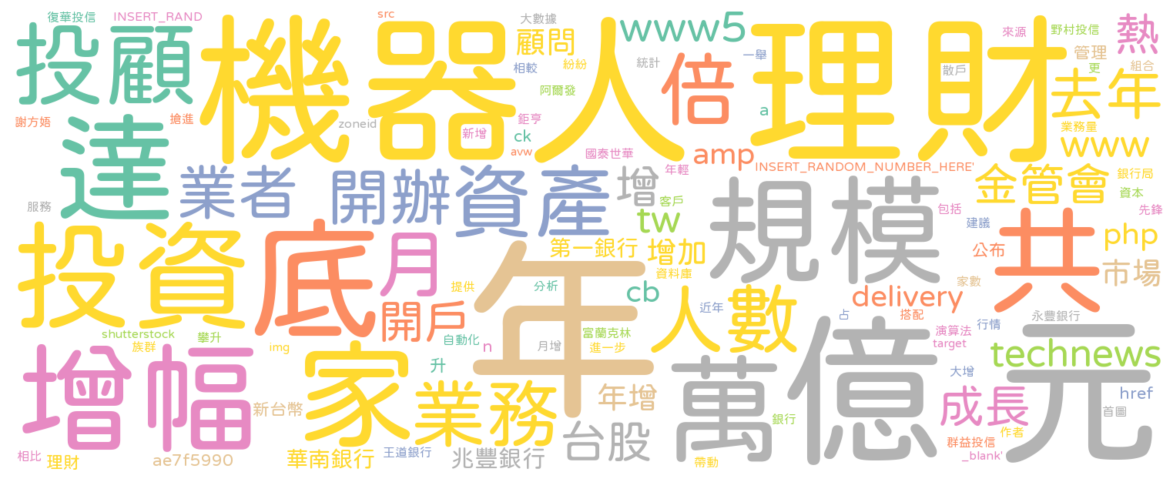 復華投信 INSERT_RAND src 大數據 www5 來源 野村投信 熱
投顧 機器人理財 顧問 相較 紛紛 統計 一舉 管理 組合
阿爾發 倍 散戶 更 去年
謝方娪 搶進 zoneid 新增 鉅亨 ck a 業務量
達 avw 國泰世華 amp INSERT_RANDOM_NUMBER_HERE' www
業者 開辦 資產 增 年輕 金管會 銀行局
服務 客戶 tw 規模 包括 資本 先鋒
投資 底 月 第一銀行 增加 建議 共 php
年 資料庫 公布 市場
提供 分析 cb 家數
開戶 人數 近年 delivery 搭配 永豐銀行
shutterstock 攀升 自動化 n 月增 富蘭克林 占 演算法 行情
族群 img 進一步 target technews
增幅 家 升 萬 億 元 大增
業務 年增 href
新台幣 台股 銀行 成長 首圖
相比 理財 ae7f5990 華南銀行 王道銀行 兆豐銀行 帶動 群益投信 作者
_blank'